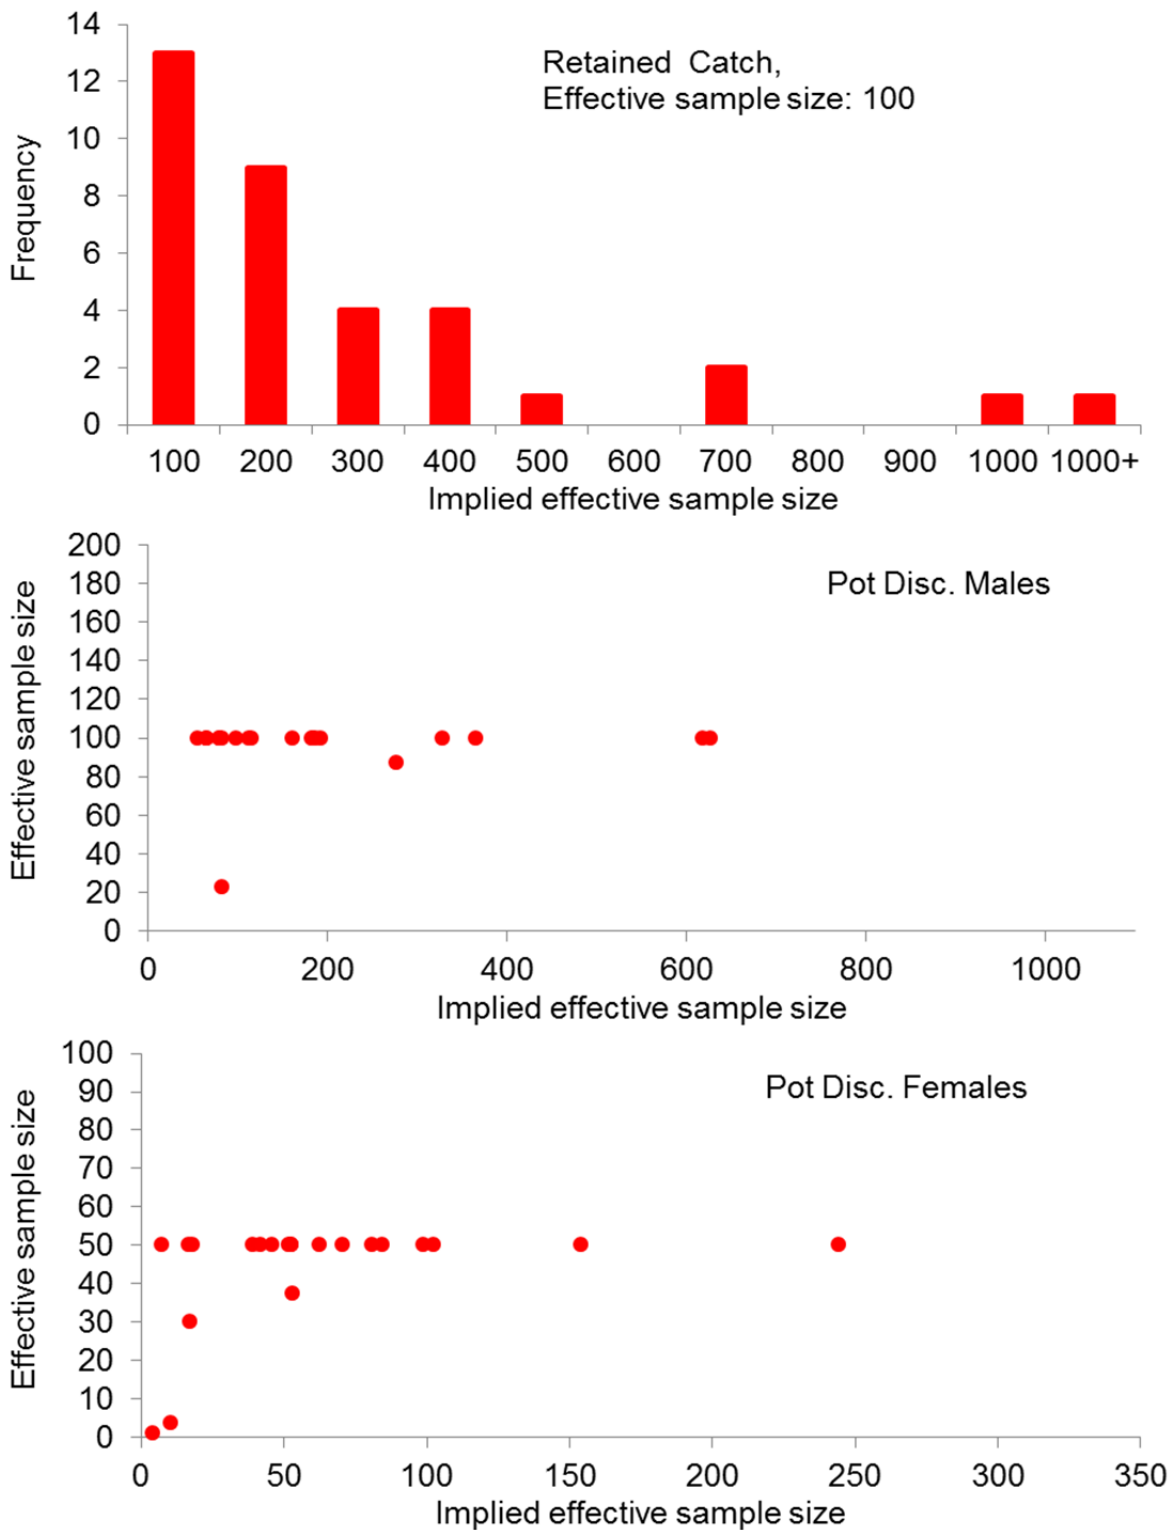 14
12
10
8
6
4
2
0
Frequency
Retained Catch,
Effective sample size: 100
100 200 300 400 500 600 700 800 900 1000 1000+
Implied effective sample size
200
180
160
140
120
100
80
60
40
20
0
Effective sample size
Pot Disc. Males
0 200 400 600 800 1000
Implied effective sample size
100
90
80
70
60
50
40
30
20
10
0
Effective sample size
Pot Disc. Females
0 50 100 150 200 250 300 350
Implied effective sample size